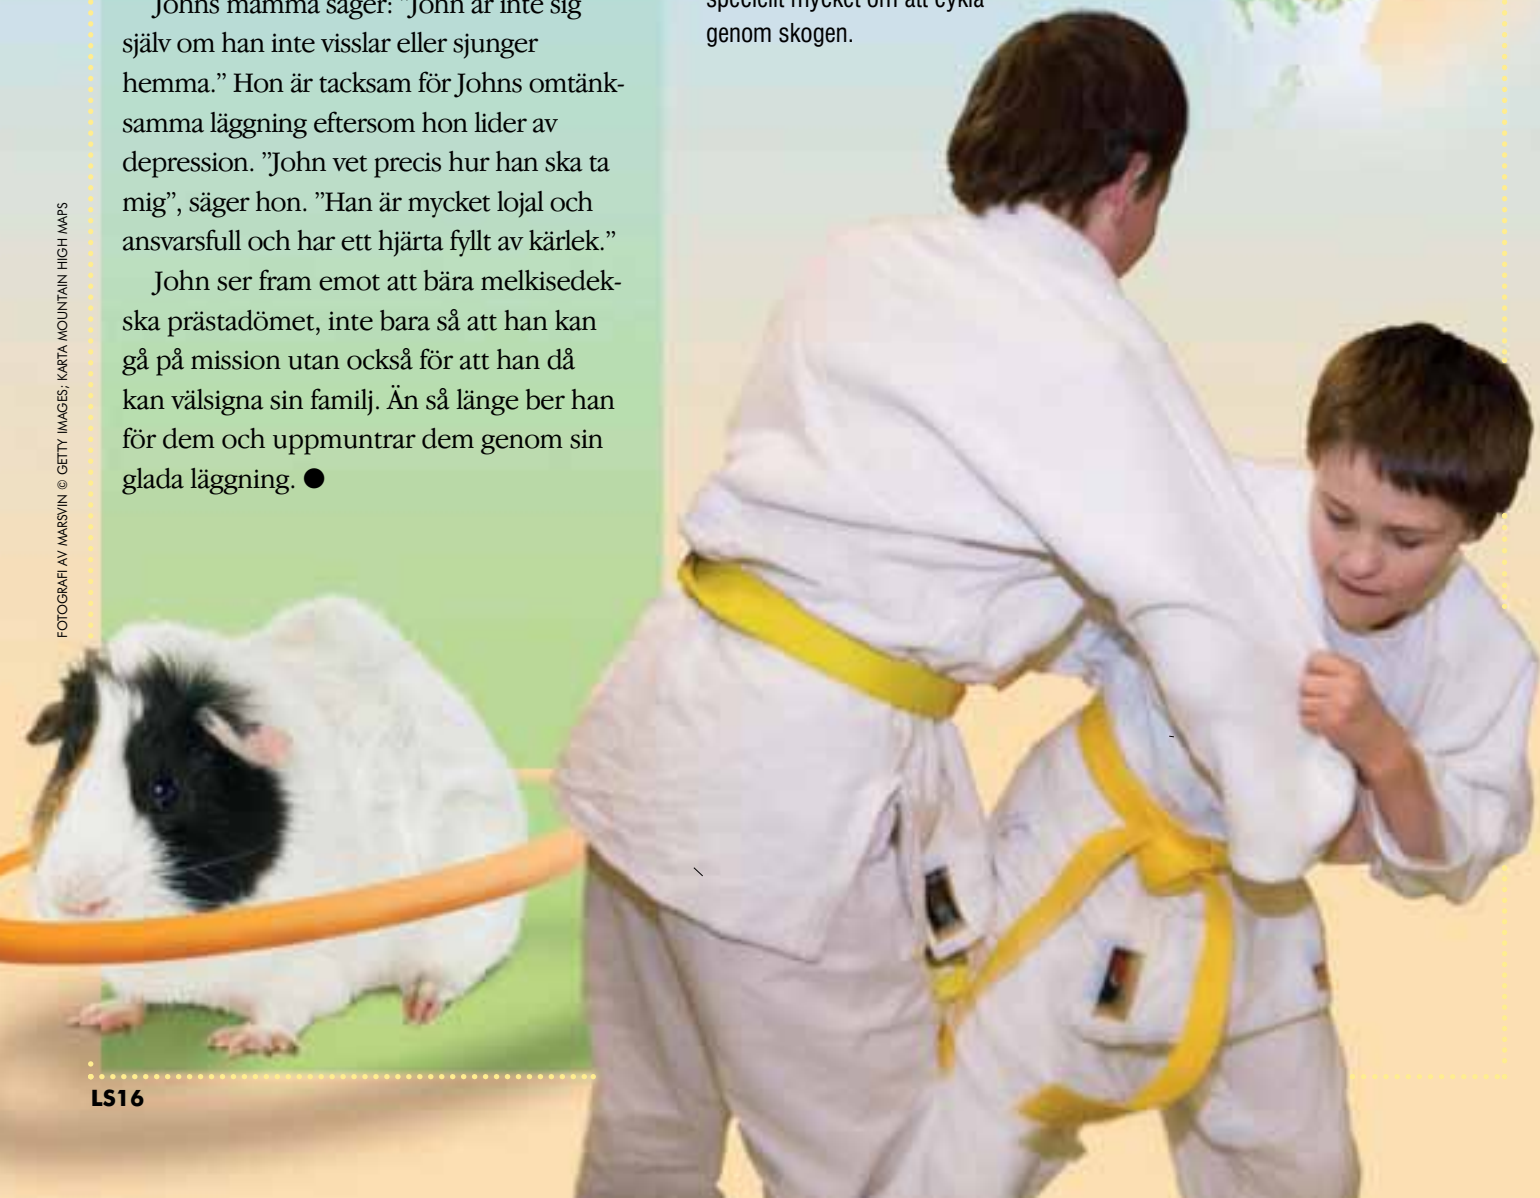 Johns mamma säger: ”John är inte sig
själv om han inte visslar eller sjunger
hemma.” Hon är tacksam för Johns omtänk-
samma läggning eftersom hon lider av
depression. ”John vet precis hur han ska ta
mig”, säger hon. ”Han är mycket lojal och
ansvarsfull och har ett hjärta fyllt av kärlek.”
John ser fram emot att bära melkisedek-
ska prästadömet, inte bara så att han kan
gå på mission utan också för att han då
kan välsigna sin familj. Än så länge ber han
för dem och uppmuntrar dem genom sin
glada läggning. ●
speciellt mycket om att cykla
genom skogen.
FOTOGRAFI AV MARSVIN © GETTY IMAGES; KARTA MOUNTAIN HIGH MAPS
LS16